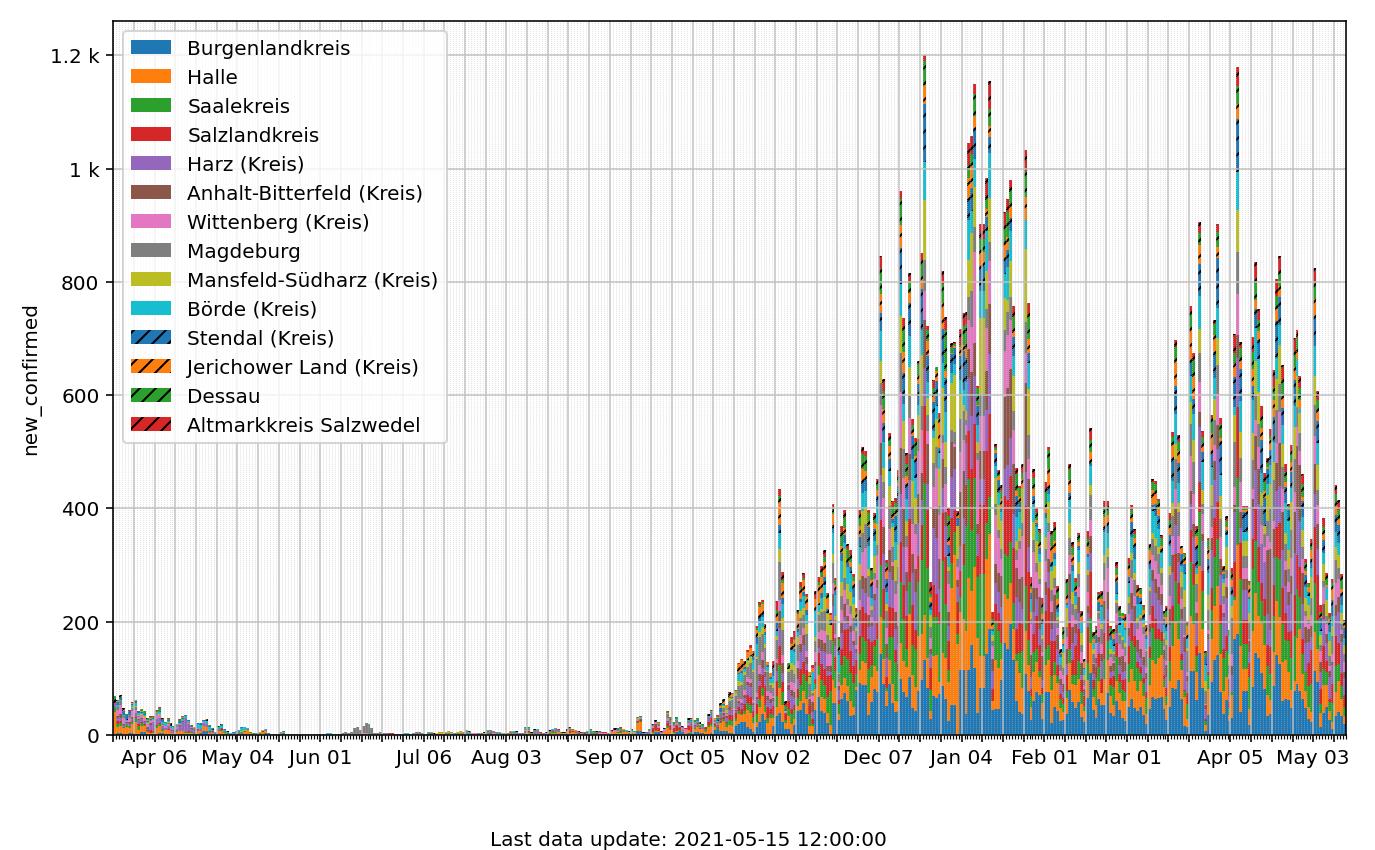 Burgenlandkreis
Halle
Saalekreis
Salzlandkreis
Harz (Kreis)
Anhalt-Bitterfeld (Kreis)
Wittenberg (Kreis)
Magdeburg
Mansfeld-Südharz (Kreis)
Börde (Kreis)
Stendal (Kreis)
Jerichower Land (Kreis)
Dessau
Altmarkkreis Salzwedel
new_confirmed
1.2 k
1 k
800
600
400
200
0
Apr 06 May 04 Jun 01 Jul 06 Aug 03 Sep 07 Oct 05 Nov 02 Dec 07 Jan 04 Feb 01 Mar 01 Apr 05 May 03
Last data update: 2021-05-15 12:00:00